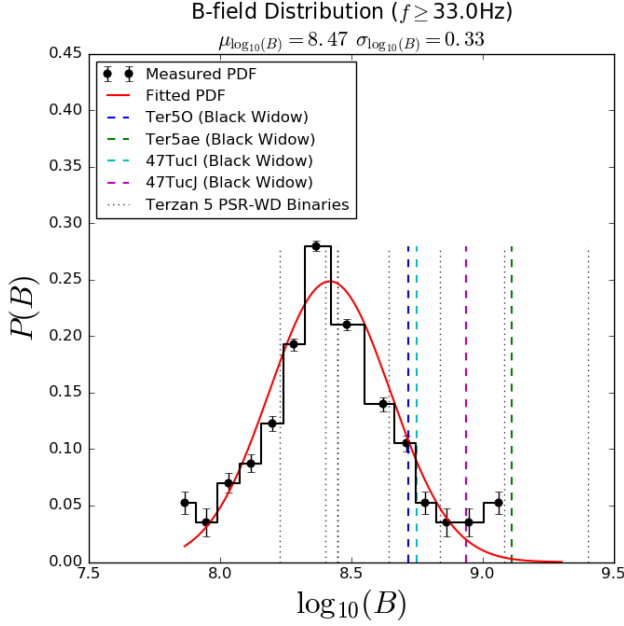 B-field Distribution (f ≥ 33.0Hz)
μlog₁₀(B) = 8.47 σlog₁₀(B) = 0.33
Measured PDF
Fitted PDF
Ter5O (Black Widow)
Ter5ae (Black Widow)
47TucI (Black Widow)
47TucJ (Black Widow)
Terzan 5 PSR-WD Binaries
P(B)
0.45
0.40
0.35
0.30
0.25
0.20
0.15
0.10
0.05
0.00
7.5 8.0 8.5 9.0 9.5
log₁₀(B)